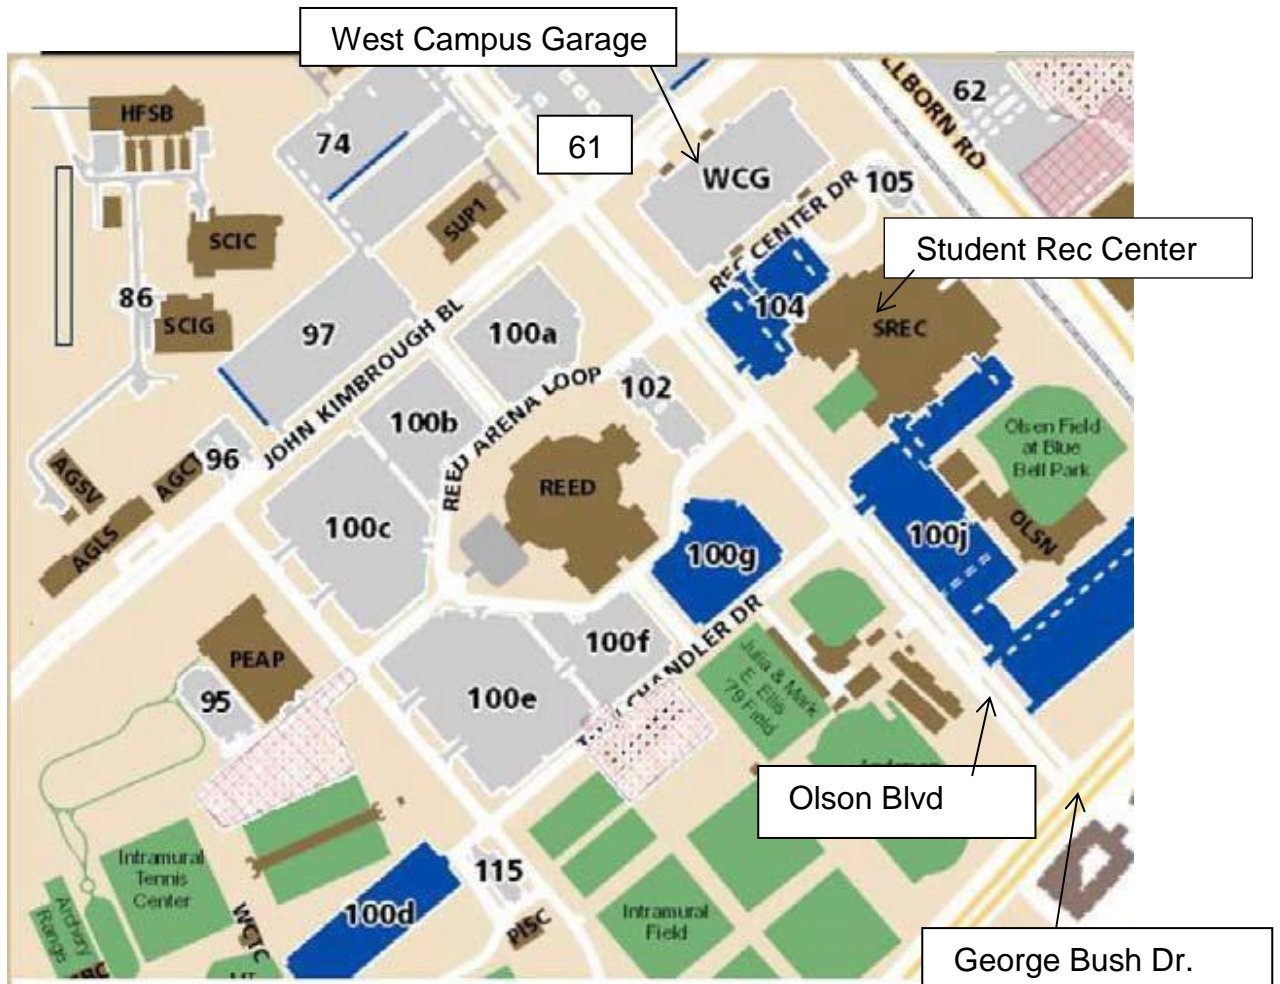 West Campus Garage
HFSB
74
61
WCG
LLBORN RD
62
105
REC CENTER DR
Student Rec Center
SUP1
SCIC
86
SCIG
97
JOHN KIMBROUGH BL
100a
104
SREC
102
100b
REED ARENA LOOP
Olsen Field
at Blue
Bell Park
AGSV
AGCT
96
AGLS
REED
100c
100g
100j
OLSN
PEAP
95
100f
CHANDLER DR
100e
Julia & Mark
E. Ellis
'79 Field
Olson Blvd
Intramural
Tennis
Center
115
100d
PISC
WCTC
Archery
Range
Intramural
Field
George Bush Dr.